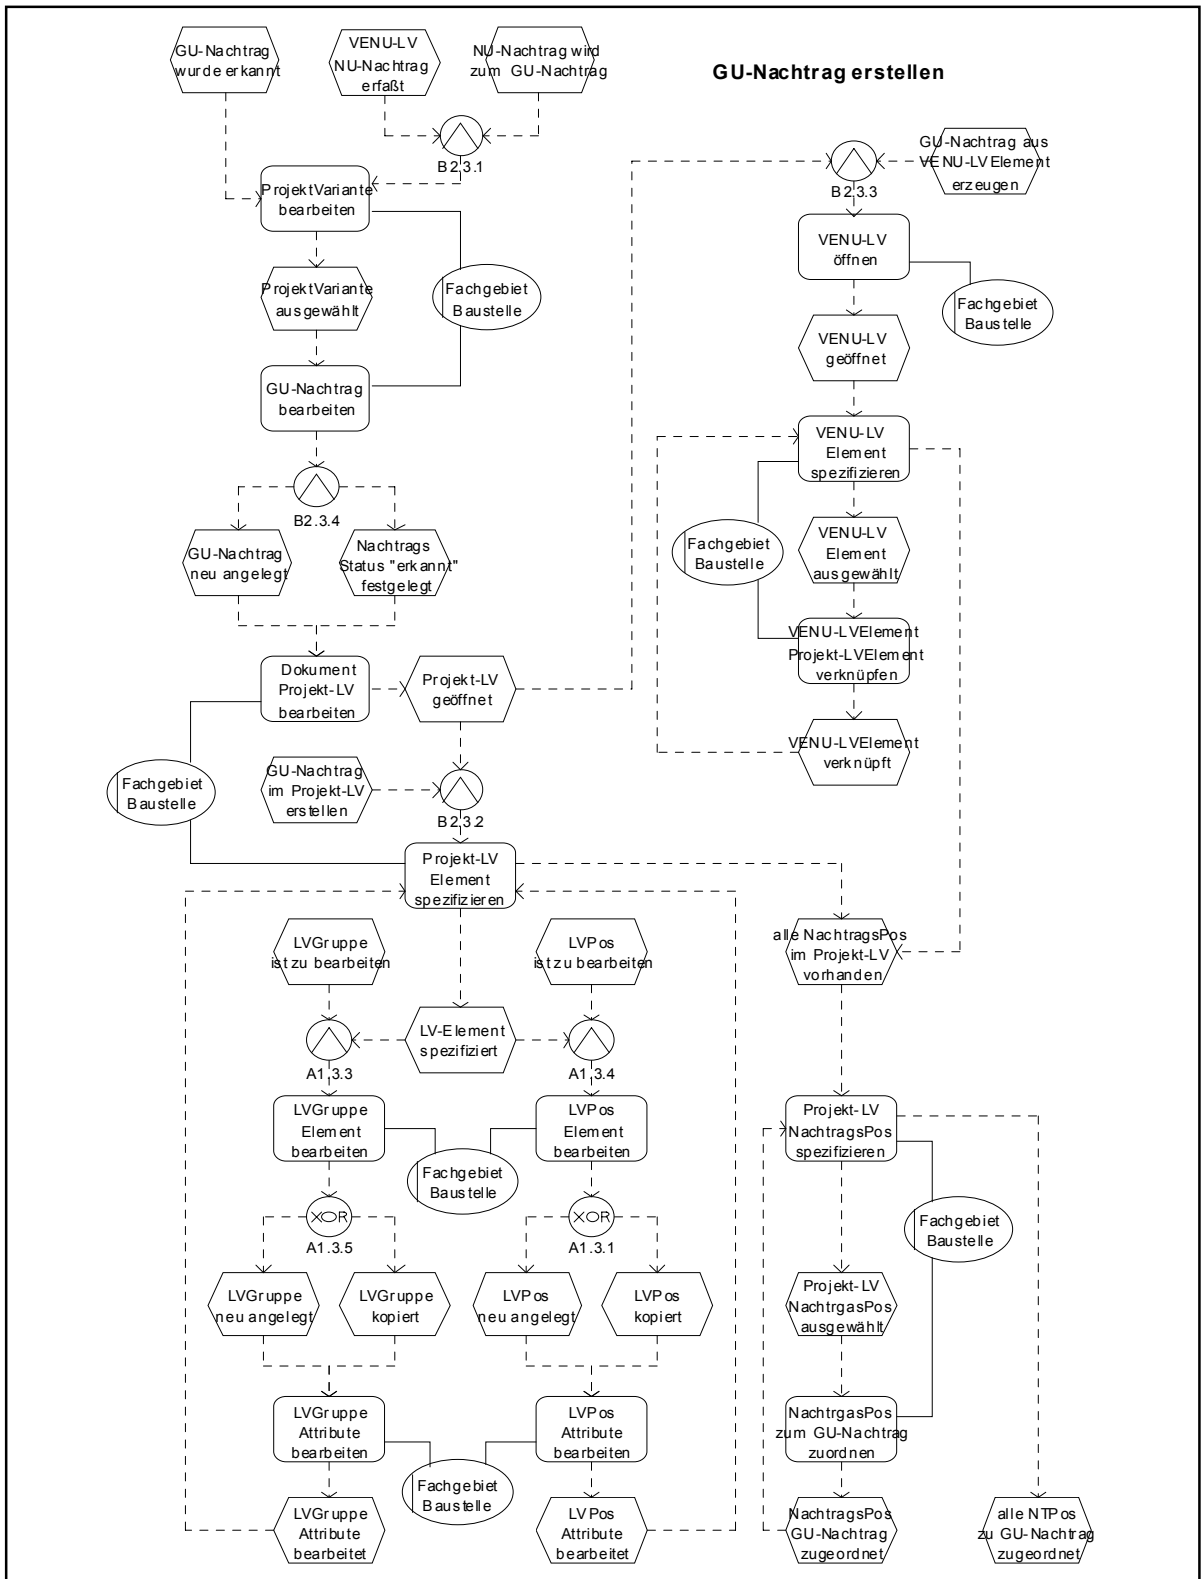 GU-Nachtrag erstellen
GU-Nachtrag
wurde erkannt
VENU-LV
NU-Nachtrag
erfaßt
NU-Nachtrag wird
zum GU-Nachtrag
B2.3.1
ProjektVariante
bearbeiten
ProjektVariante
ausgewählt
Fachgebiet
Baustelle
GU-Nachtrag
bearbeiten
B2.3.4
GU-Nachtrag
neu angelegt
Nachtrags
Status "erkannt"
festgelegt
Dokument
Projekt-LV
bearbeiten
Projekt-LV
geöffnet
Fachgebiet
Baustelle
GU-Nachtrag
im Projekt-LV
erstellen
B2.3.2
Projekt-LV
Element
spezifizieren
GU-Nachtrag aus
VENU-LVElement
erzeugen
B2.3.3
VENU-LV
öffnen
Fachgebiet
Baustelle
VENU-LV
geöffnet
VENU-LV
Element
spezifizieren
Fachgebiet
Baustelle
VENU-LV
Element
ausgewählt
VENU-LVElement
Projekt-LVElement
verknüpfen
VENU-LVElement
verknüpft
LVGruppe
ist zu bearbeiten
LVPos
ist zu bearbeiten
LV-Element
spezifiziert
A1.3.3
A1.3.4
LVGruppe
Element
bearbeiten
LVPos
Element
bearbeiten
Fachgebiet
Baustelle
XOR
A1.3.5
XOR
A1.3.1
LVGruppe
neu angelegt
LVGruppe
kopiert
LVPos
neu angelegt
LVPos
kopiert
LVGruppe
Attribute
bearbeiten
LVPos
Attribute
bearbeiten
Fachgebiet
Baustelle
LVGruppe
Attribute
bearbeitet
LVPos
Attribute
bearbeitet
alle NachtragsPos
im Projekt-LV
vorhanden
Projekt-LV
NachtragsPos
spezifizieren
Fachgebiet
Baustelle
Projekt-LV
NachtrgasPos
ausgewählt
NachtrgasPos
zum GU-Nachtrag
zuordnen
NachtragsPos
GU-Nachtrag
zugeordnet
alle NTPos
zu GU-Nachtrag
zugeordnet